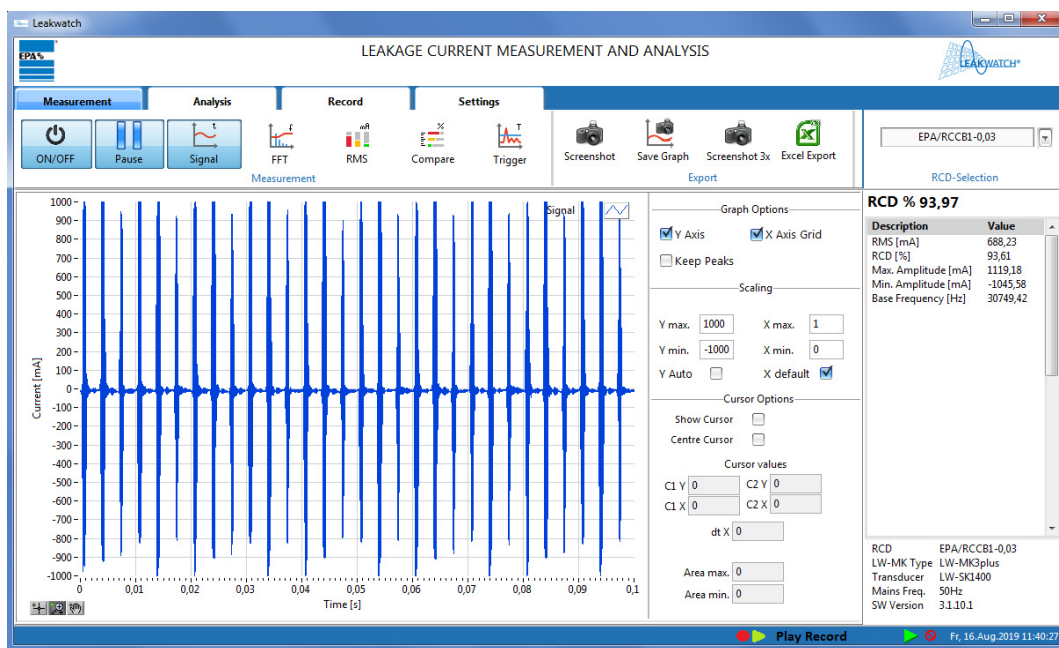 Leakwatch
EPA®
LEAKAGE CURRENT MEASUREMENT AND ANALYSIS
LEAKWATCH®
Measurement Analysis Record Settings
ON/OFF Pause Signal FFT RMS Compare Trigger Screenshot Save Graph Screenshot 3x Excel Export
t f mA % T
Measurement Export
EPA/RCCB1-0,03
RCD-Selection
Signal
Current [mA]
1000
900
800
700
600
500
400
300
200
100
0
-100
-200
-300
-400
-500
-600
-700
-800
-900
-1000
0 0,01 0,02 0,03 0,04 0,05 0,06 0,07 0,08 0,09 0,1
Time [s]
Graph Options
Y Axis X Axis Grid
Keep Peaks
Scaling
Y max. 1000 X max. 1
Y min. -1000 X min. 0
Y Auto X default
Cursor Options
Show Cursor
Centre Cursor
Cursor values
C1 Y 0 C2 Y 0
C1 X 0 C2 X 0
dt X 0
Area max. 0
Area min. 0
RCD % 93,97
Description Value
RMS [mA] 688,23
RCD [%] 93,61
Max. Amplitude [mA] 1119,18
Min. Amplitude [mA] -1045,58
Base Frequency [Hz] 30749,42
RCD EPA/RCCB1-0,03
LW-MK Type LW-MK3plus
Transducer LW-SK1400
Mains Freq. 50Hz
SW Version 3.1.10.1
Play Record
Fr, 16.Aug.2019 11:40:27